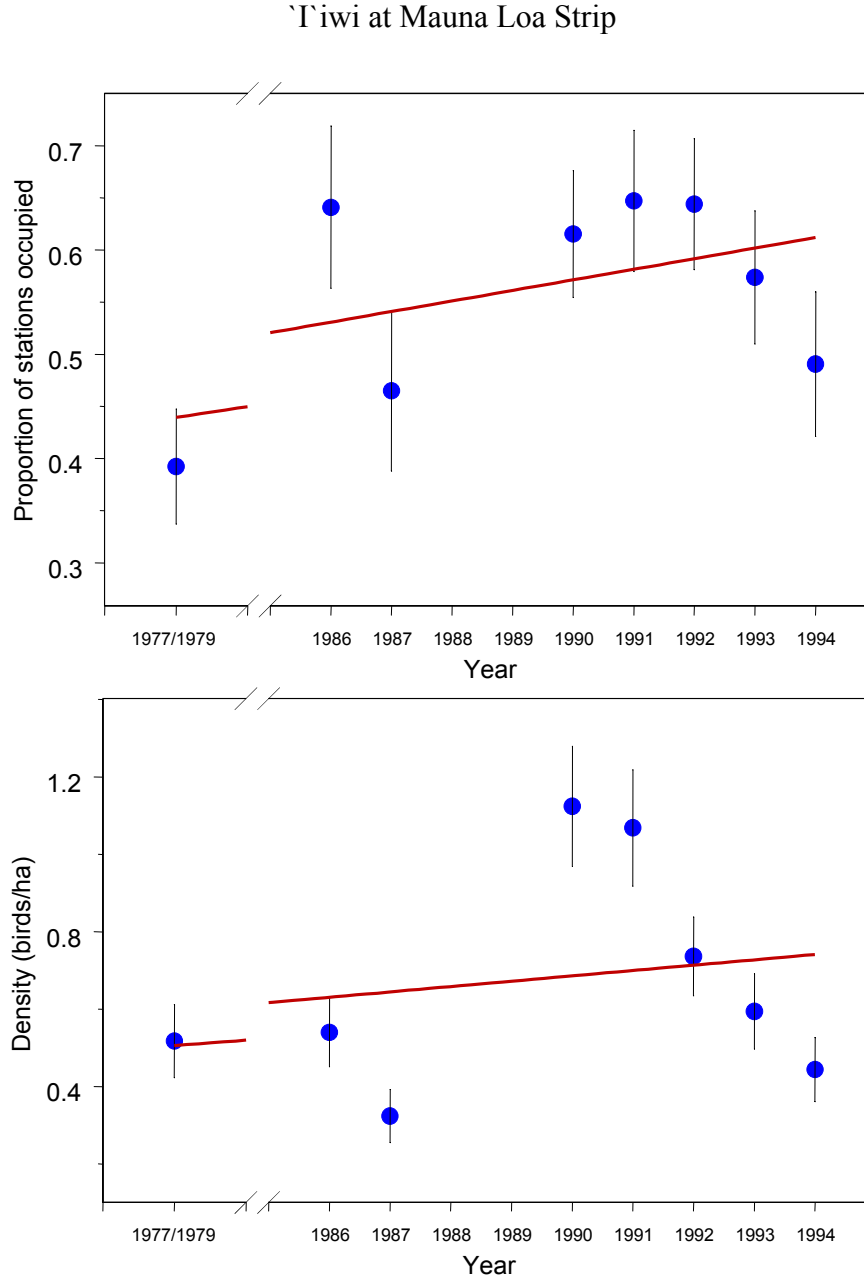 `I`iwi at Mauna Loa Strip
Proportion of stations occupied
0.7
0.6
0.5
0.4
0.3
1977/1979 1986 1987 1988 1989 1990 1991 1992 1993 1994
Year
Density (birds/ha)
1.2
0.8
0.4
1977/1979 1986 1987 1988 1989 1990 1991 1992 1993 1994
Year